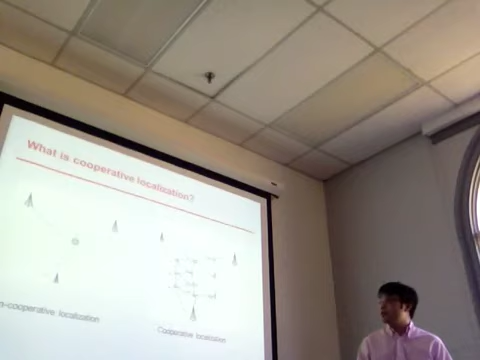 What is cooperative localization?
s-cooperative localization
Cooperative localization